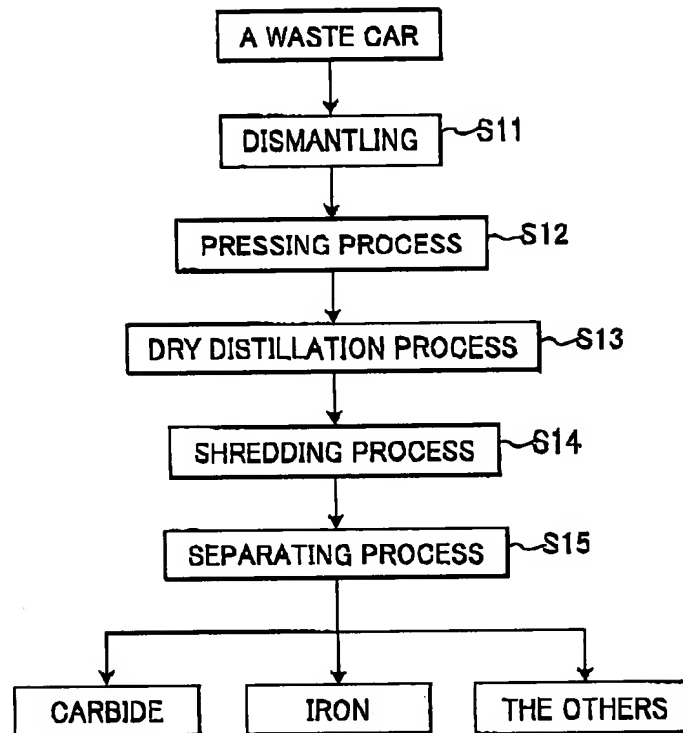 A WASTE CAR
DISMANTLING
S11
PRESSING PROCESS
S12
DRY DISTILLATION PROCESS
S13
SHREDDING PROCESS
S14
SEPARATING PROCESS
S15
CARBIDE
IRON
THE OTHERS